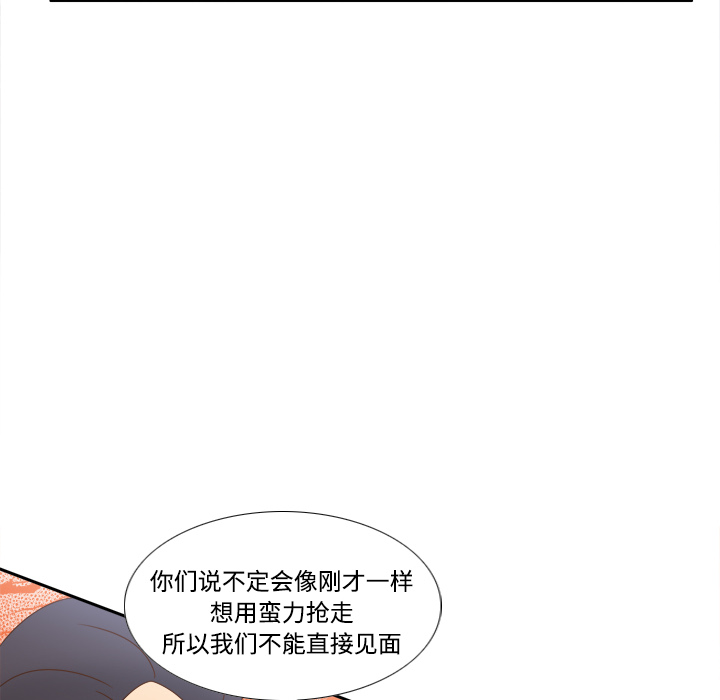 你们说不定会像刚才一样
想用蛮力抢走
所以我们不能直接见面